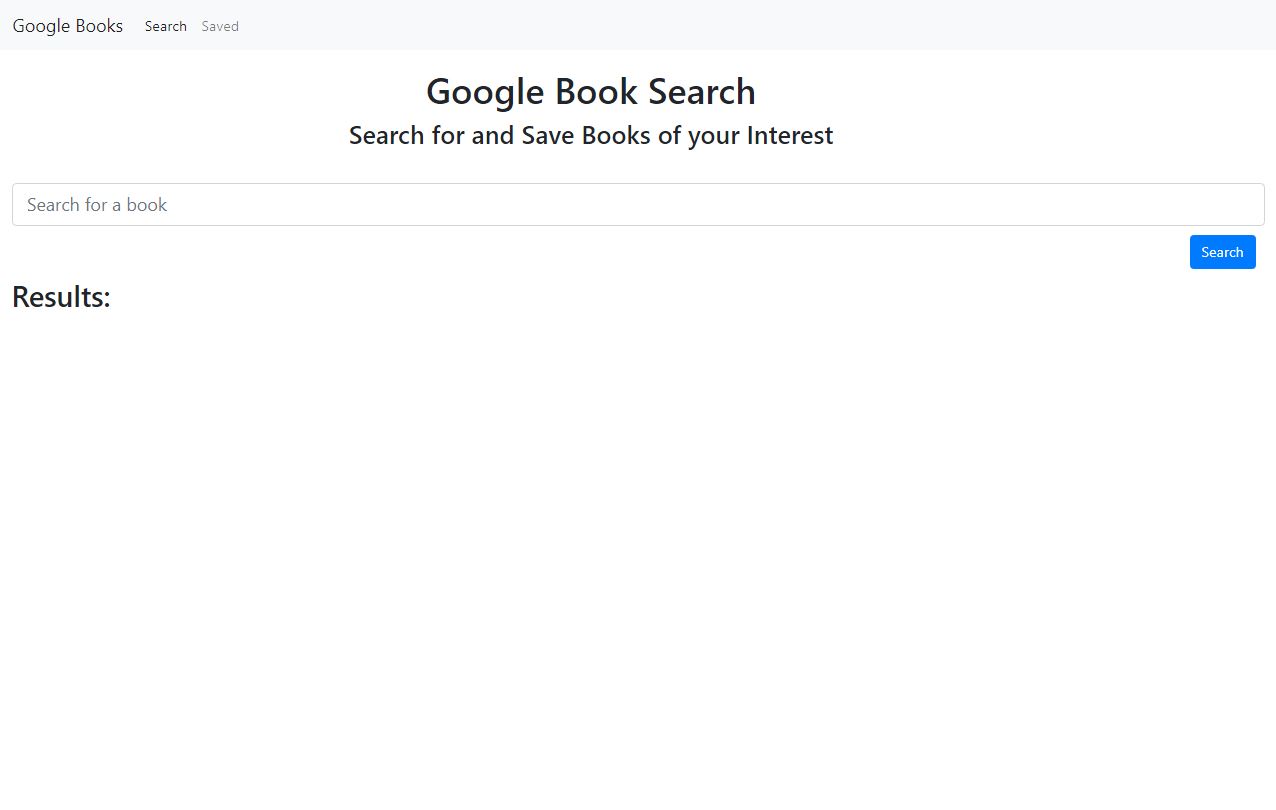 Google Books Search Saved
Google Book Search
Search for and Save Books of your Interest
Search for a book
Search
Results: